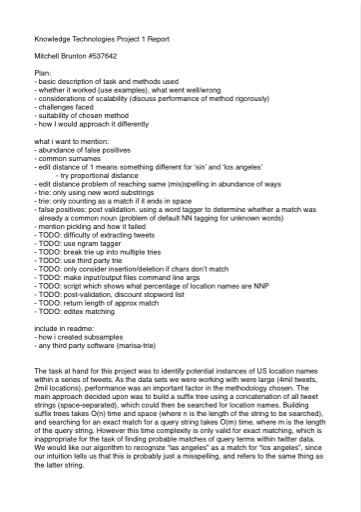 Knowledge Technologies Project 1 Report
Mitchell Brunton #537642
Plan:
- basic description of task and methods used
- whether it worked (use examples), what went well/wrong
- considerations of scalability (discuss performance of method rigorously)
- challenges faced
- suitability of chosen method
- how I would approach it differently
what i want to mention:
- abundance of false positives
- common surnames
- edit distance of 1 means something different for 'sin' and 'los angeles'
- try proportional distance
- edit distance problem of reaching same (mis)spelling in abundance of ways
- trie: only using new word substrings
- trie: only counting as a match if it ends in space
- false positives: post validation. using a word tagger to determine whether a match was
already a common noun (problem of default NN tagging for unknown words)
- mention pickling and how it failed
- TODO: difficulty of extracting tweets
- TODO: use ngram tagger
- TODO: break trie up into multiple tries
- TODO: use third party trie
- TODO: only consider insertion/deletion if chars don't match
- TODO: make input/output files command line args
- TODO: script which shows what percentage of location names are NNP
- TODO: post-validation, discount stopword list
- TODO: return length of approx match
- TODO: editex matching
include in readme:
- how i created subsamples
- any third party software (marisa-trie)
The task at hand for this project was to identify potential instances of US location names
within a series of tweets. As the data sets we were working with were large (4mil tweets,
2mil locations), performance was an important factor in the methodology chosen. The
main approach decided upon was to build a suffix tree using a concatenation of all tweet
strings (space-separated), which could then be searched for location names. Building
suffix trees takes O(n) time and space (where n is the length of the string to be searched),
and searching for an exact match for a query string takes O(m) time, where m is the length
of the query string. However this time complexity is only valid for exact matching, which is
inappropriate for the task of finding probable matches of query terms within twitter data.
We would like our algorithm to recognize "las angeles" as a match for "los angeles", since
our intuition tells us that this is probably just a misspelling, and refers to the same thing as
the latter string.